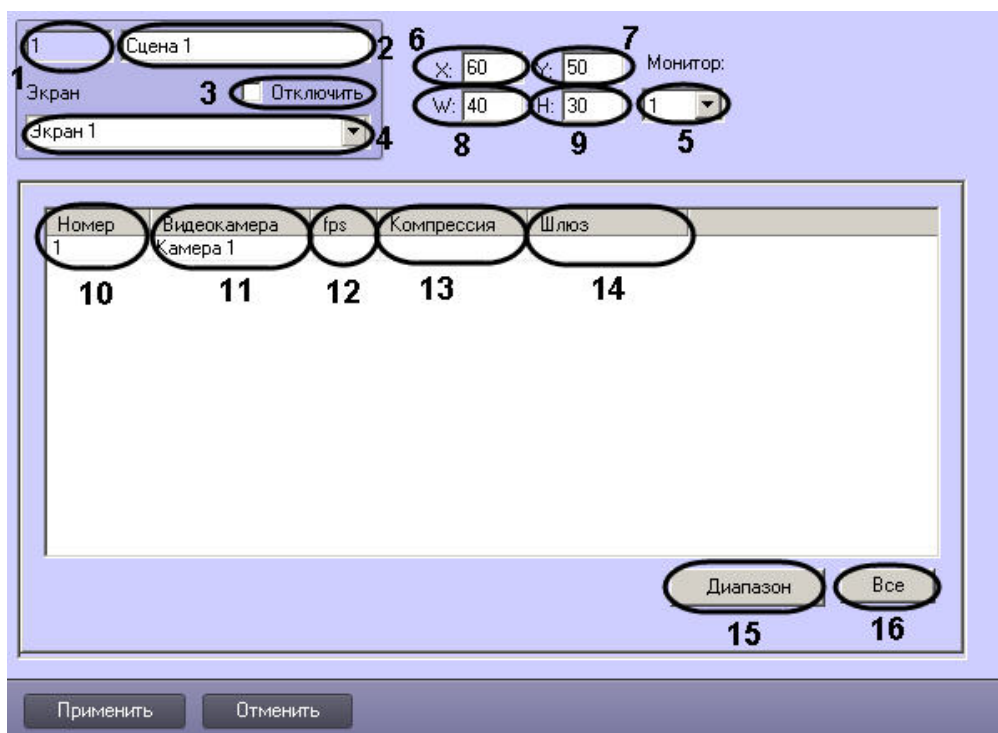 1 Сцена 1 2 6 7
X: 60 Y: 50 Монитор:
1 Экран 3 Отключить
W: 40 H: 30 1
Экран 1 4 8 9 5
Номер Видеокамера fps Компрессия Шлюз
1 Камера 1
10 11 12 13 14
Диапазон Все
15 16
Применить Отменить